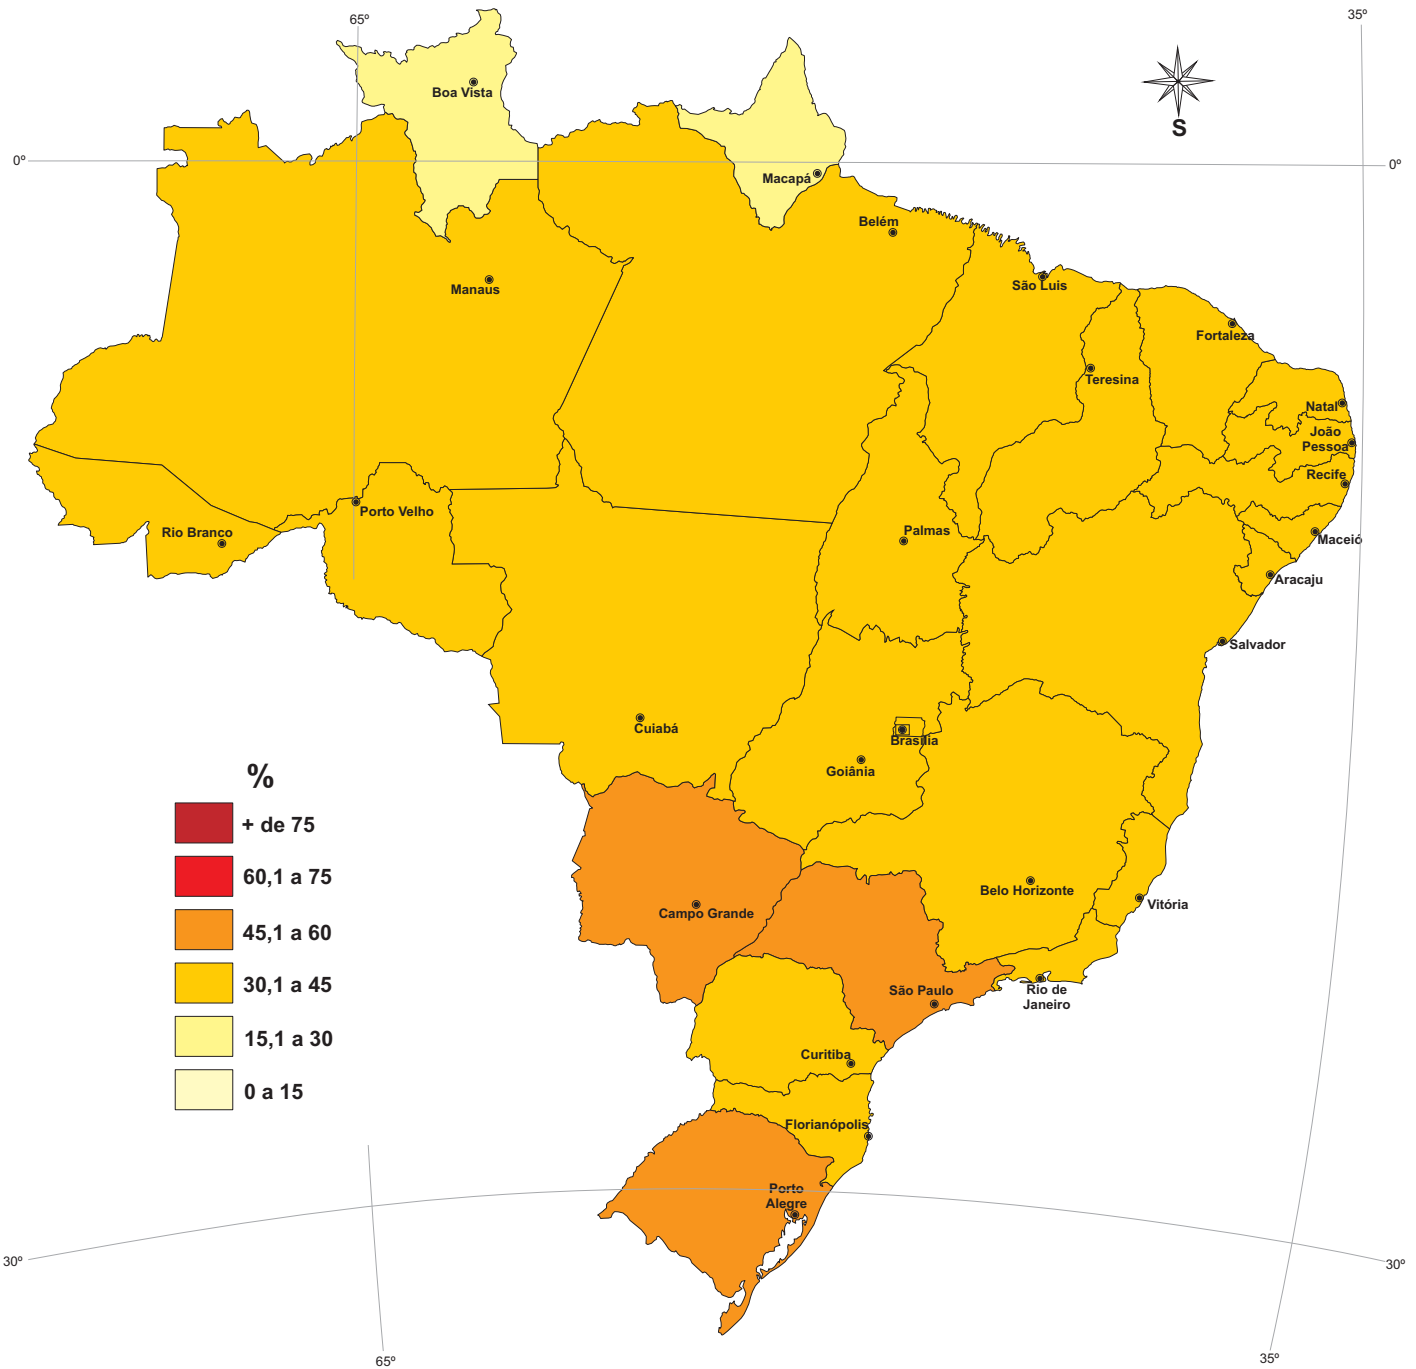 65º
35º
Boa Vista
S
0º
0º
Macapá
Belém
São Luis
Manaus
Fortaleza
Teresina
Natal
João
Pessoa
Recife
Porto Velho
Rio Branco
Palmas
Maceió
Aracaju
Salvador
Cuiabá
Brasília
Goiânia
%
+ de 75
60,1 a 75
45,1 a 60
30,1 a 45
15,1 a 30
0 a 15
Belo Horizonte
Vitória
Campo Grande
São Paulo
Rio de
Janeiro
Curitiba
Florianópolis
Porto
Alegre
30º
30º
65º
35º